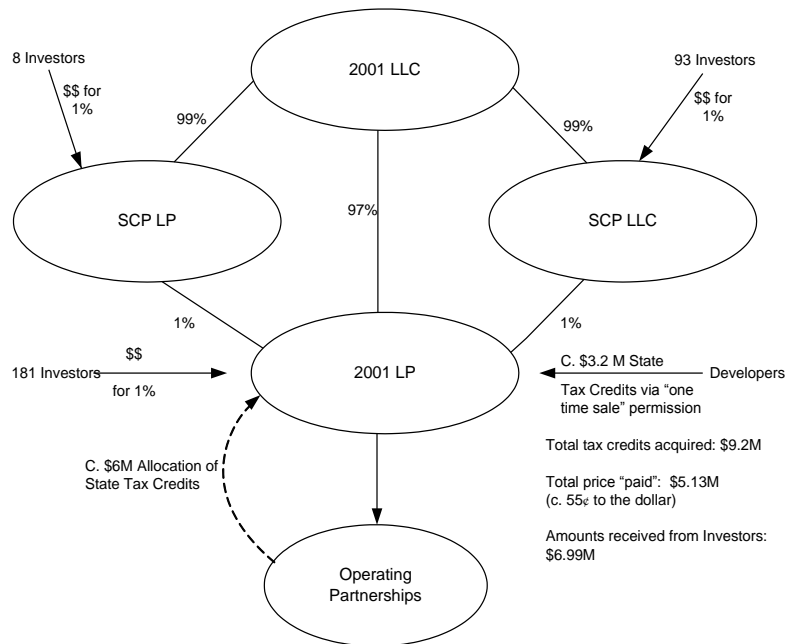 8 Investors
$$ for
1%
2001 LLC
93 Investors
$$ for
1%
99%
99%
SCP LP
97%
SCP LLC
1%
1%
181 Investors
$$
for 1%
2001 LP
C. $3.2 M State
Tax Credits via “one
time sale” permission
Developers
Total tax credits acquired: $9.2M
Total price “paid”: $5.13M
(c. 55¢ to the dollar)
Amounts received from Investors:
$6.99M
C. $6M Allocation of
State Tax Credits
Operating
Partnerships